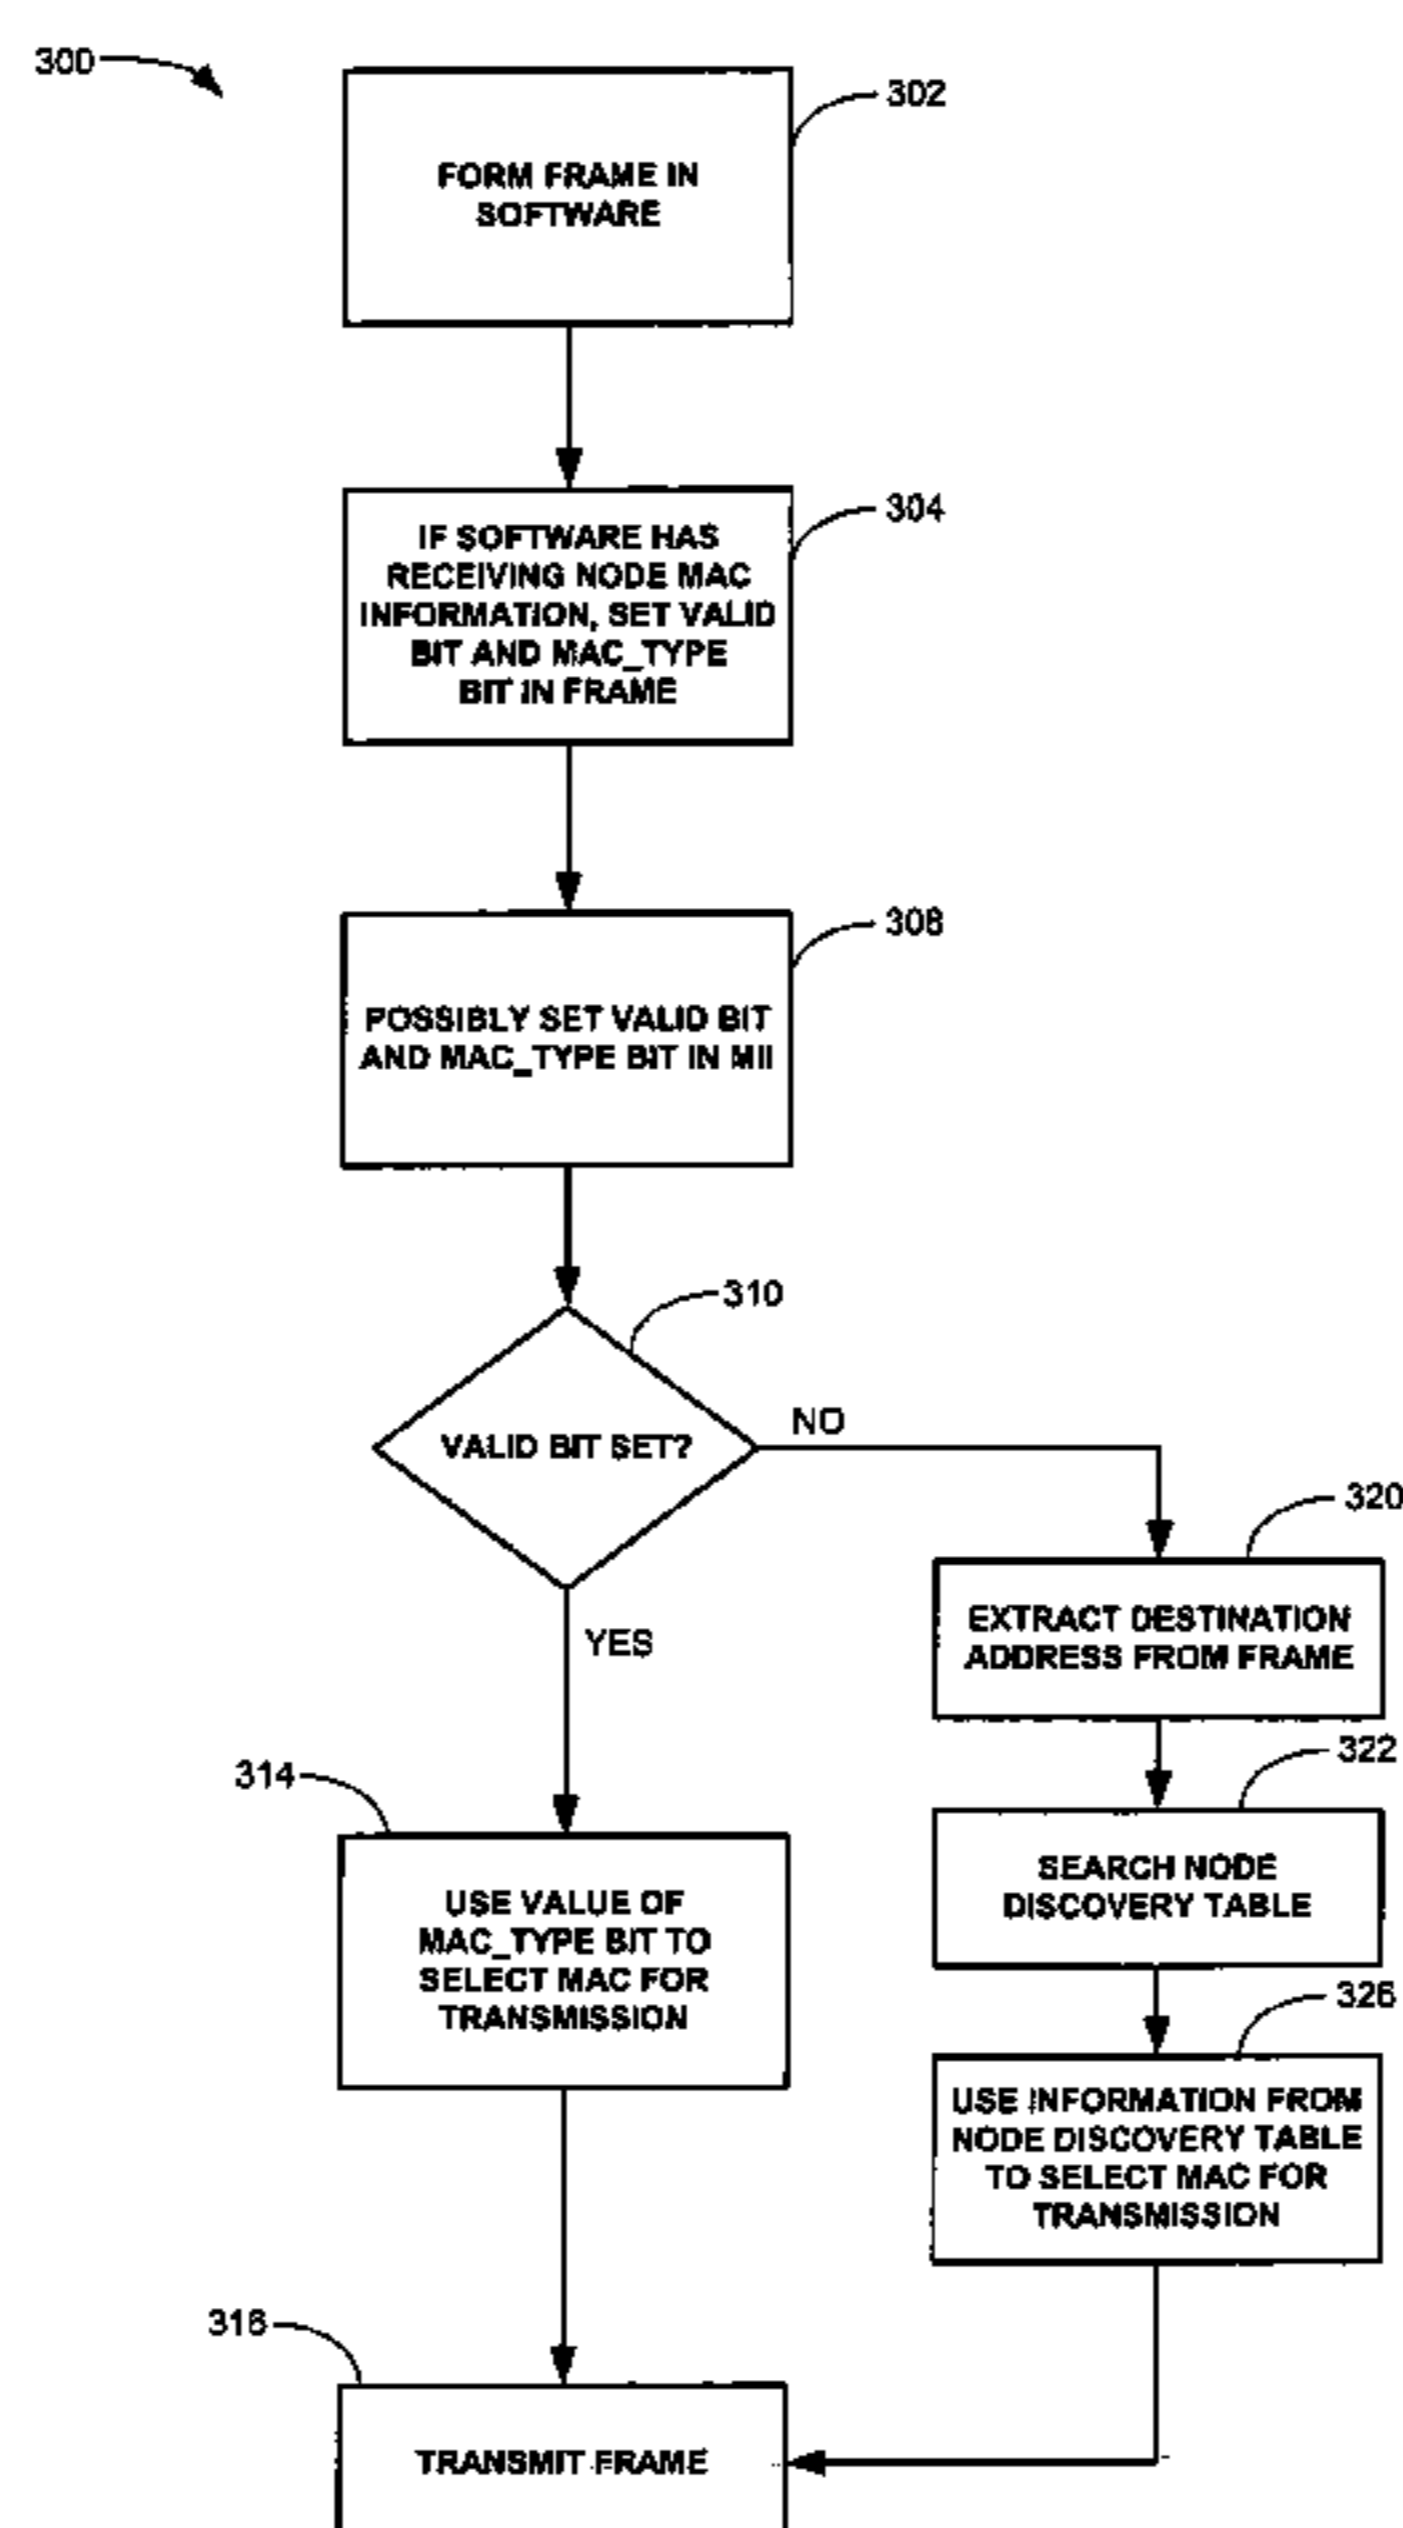 300
302
FORM FRAME IN
SOFTWARE
304
IF SOFTWARE HAS
RECEIVING NODE MAC
INFORMATION, SET VALID
BIT AND MAC_TYPE
BIT IN FRAME
308
POSSIBLY SET VALID BIT
AND MAC_TYPE BIT IN MII
310
VALID BIT SET?
NO
YES
320
EXTRACT DESTINATION
ADDRESS FROM FRAME
322
SEARCH NODE
DISCOVERY TABLE
326
USE INFORMATION FROM
NODE DISCOVERY TABLE
TO SELECT MAC FOR
TRANSMISSION
314
USE VALUE OF
MAC_TYPE BIT TO
SELECT MAC FOR
TRANSMISSION
316
TRANSMIT FRAME